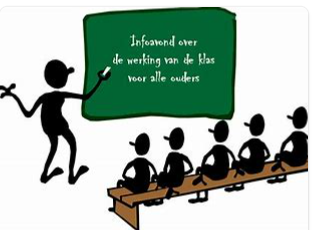 Infoavond over
de werking van de klas
voor alle ouders